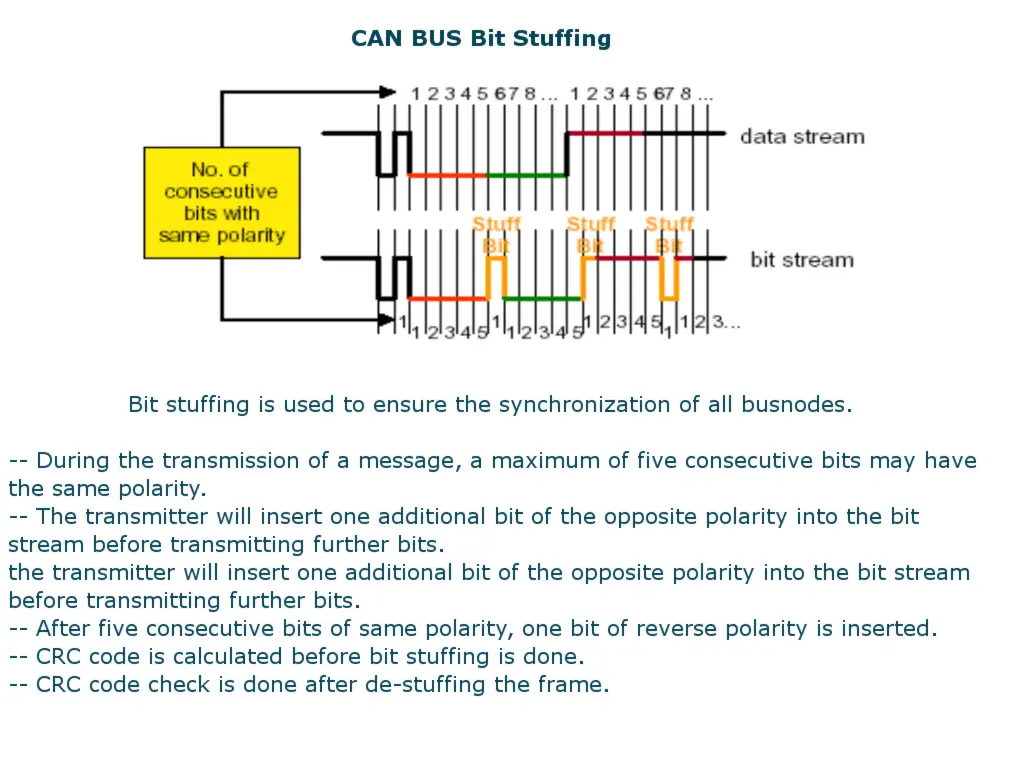 CAN BUS Bit Stuffing
1 2 3 4 5 6 7 8 ... 1 2 3 4 5 6 7 8 ...
data stream
No. of
consecutive
bits with
same polarity
Stuff Stuff Stuff
Bit Bit Bit
bit stream
1 1 2 3 4 5 1 1 2 3 4 5 1 2 3 4 5 1 1 2 3...
Bit stuffing is used to ensure the synchronization of all busnodes.
-- During the transmission of a message, a maximum of five consecutive bits may have
the same polarity.
-- The transmitter will insert one additional bit of the opposite polarity into the bit
stream before transmitting further bits.
the transmitter will insert one additional bit of the opposite polarity into the bit stream
before transmitting further bits.
-- After five consecutive bits of same polarity, one bit of reverse polarity is inserted.
-- CRC code is calculated before bit stuffing is done.
-- CRC code check is done after de-stuffing the frame.